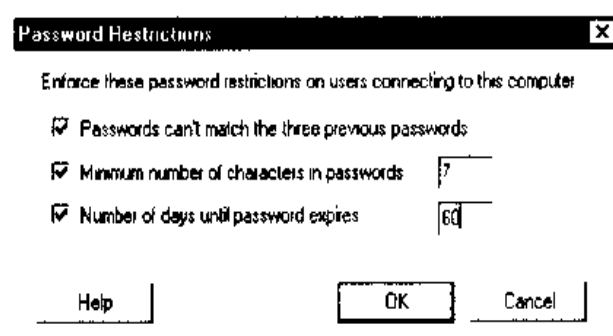 Password Restrictions
Enforce these password restrictions on users connecting to this computer
Passwords can't match the three previous passwords
Minimum number of characters in passwords 7
Number of days until password expires 60
Help OK Cancel